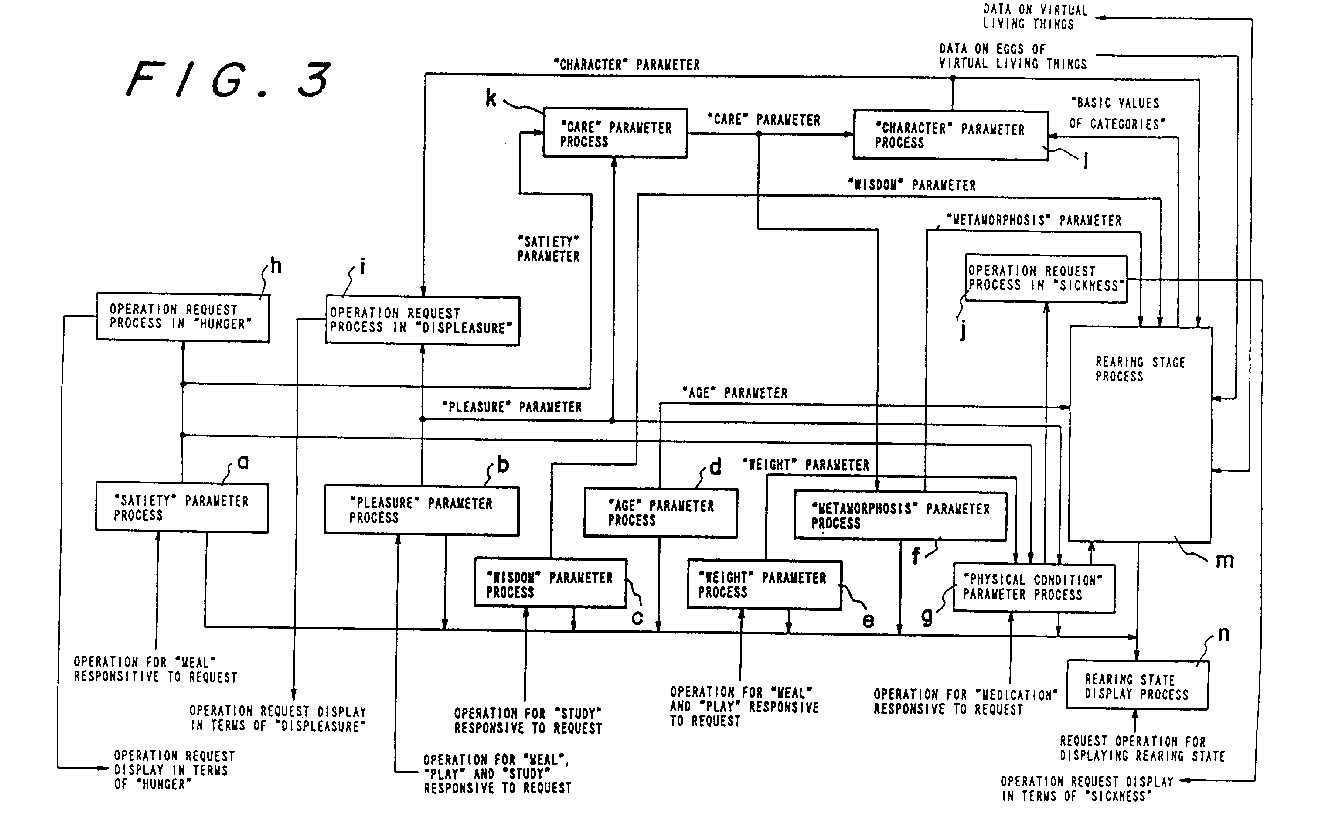 DATA ON VIRTUAL
LIVING THINGS
FIG. 3
"CHARACTER" PARAMETER
DATA ON EGGS OF
VIRTUAL LIVING THINGS
k
"CARE" PARAMETER
PROCESS
"CARE" PARAMETER
"CHARACTER" PARAMETER
PROCESS
l
"BASIC VALUES
OF CATEGORIES"
"WISDOM" PARAMETER
"METAMORPHOSIS" PARAMETER
"SATIETY"
PARAMETER
h
OPERATION REQUEST
PROCESS IN "HUNGER"
i
OPERATION REQUEST
PROCESS IN "DISPLEASURE"
OPERATION REQUEST
PROCESS IN "SICKNESS"
j
REARING STAGE
PROCESS
"AGE" PARAMETER
"PLEASURE" PARAMETER
"WEIGHT" PARAMETER
a
"SATIETY" PARAMETER
PROCESS
b
"PLEASURE" PARAMETER
PROCESS
d
"AGE" PARAMETER
PROCESS
"METAMORPHOSIS" PARAMETER
PROCESS
f
m
"WISDOM" PARAMETER
PROCESS
c
"WEIGHT" PARAMETER
PROCESS
e
g
"PHYSICAL CONDITION"
PARAMETER PROCESS
n
REARING STATE
DISPLAY PROCESS
OPERATION FOR "MEAL"
RESPONSITIVE TO REQUEST
OPERATION REQUEST DISPLAY
IN TERMS OF "DISPLEASURE"
OPERATION FOR "STUDY"
RESPONSIVE TO REQUEST
OPERATION FOR "MEAL"
AND "PLAY" RESPONSIVE
TO REQUEST
OPERATION FOR "MEDICATION"
RESPONSIVE TO REQUEST
REQUEST OPERATION FOR
DISPLAYING REARING STATE
OPERATION REQUEST
DISPLAY IN TERMS
OF "HUNGER"
OPERATION FOR "MEAL",
"PLAY" AND "STUDY"
RESPONSIVE TO REQUEST
OPERATION REQUEST DISPLAY
IN TERMS OF "SICKNESS"